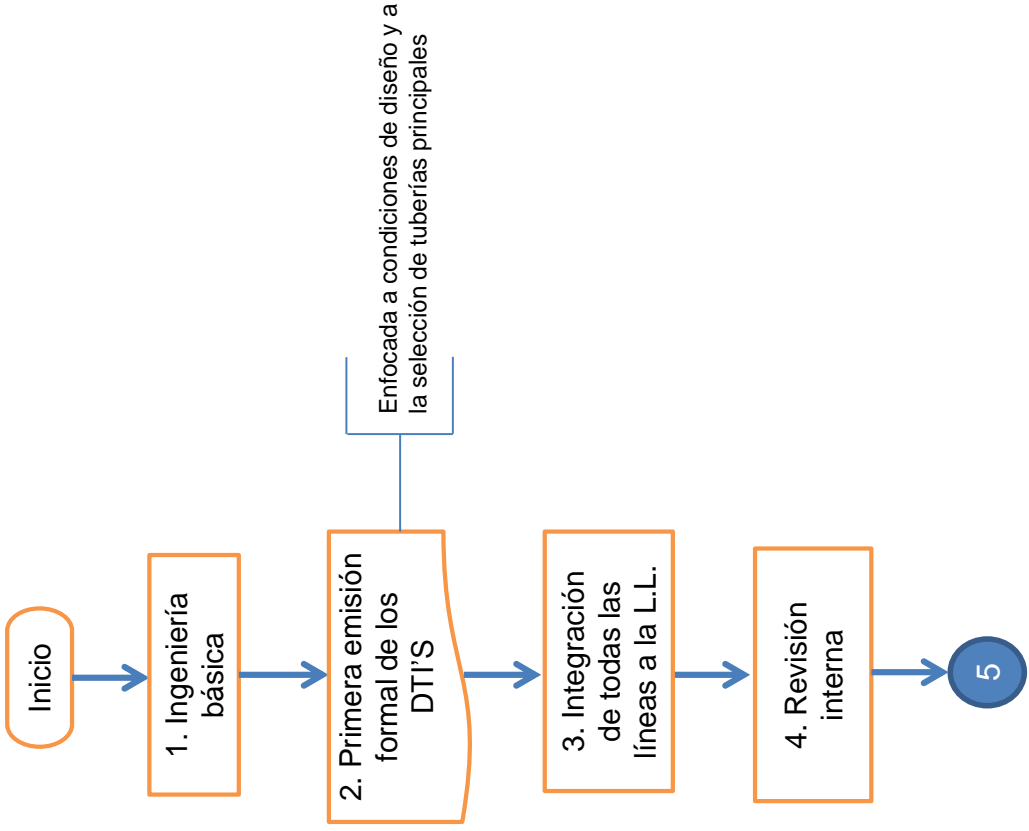 Inicio
1. Ingeniería
básica
2. Primera emisión
formal de los
DTI’S
Enfocada a condiciones de diseño y a
la selección de tuberías principales
3. Integración
de todas las
líneas a la L.L.
4. Revisión
interna
5